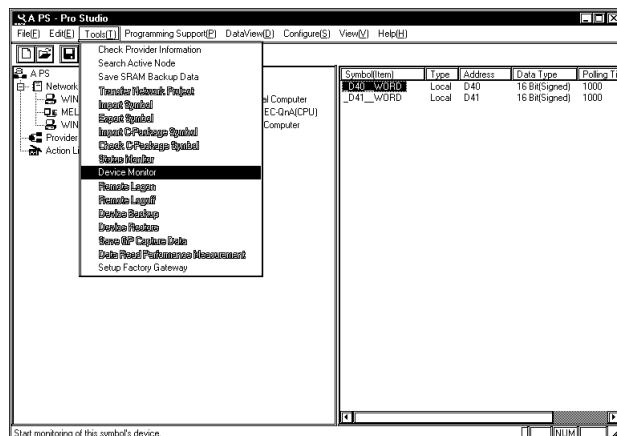 A PS - Pro Studio
File(F) Edit(E) Tools(T) Programming Support(P) DataView(D) Configure(S) View(V) Help(H)
Check Provider Information
Search Active Node
Save SRAM Backup Data
Transfer Network Project
Import Symbol
Export Symbol
Import C-Package Symbol
Check C-Package Symbol
Status Monitor
Device Monitor
Remote Logon
Remote Logoff
Device Backup
Device Restore
Save GP Capture Data
Data Read Performance Measurement
Setup Factory Gateway
A PS
Network
WIN
MEL
WIN
Provider
Action Li
al Computer
EC-QnA(CPU)
Computer
Symbol(Item) Type Address Data Type Polling Ti
_D40__WORD Local D40 16 Bit(Signed) 1000
_D41__WORD Local D41 16 Bit(Signed) 1000
Start monitoring of this symbol's device.
NUM